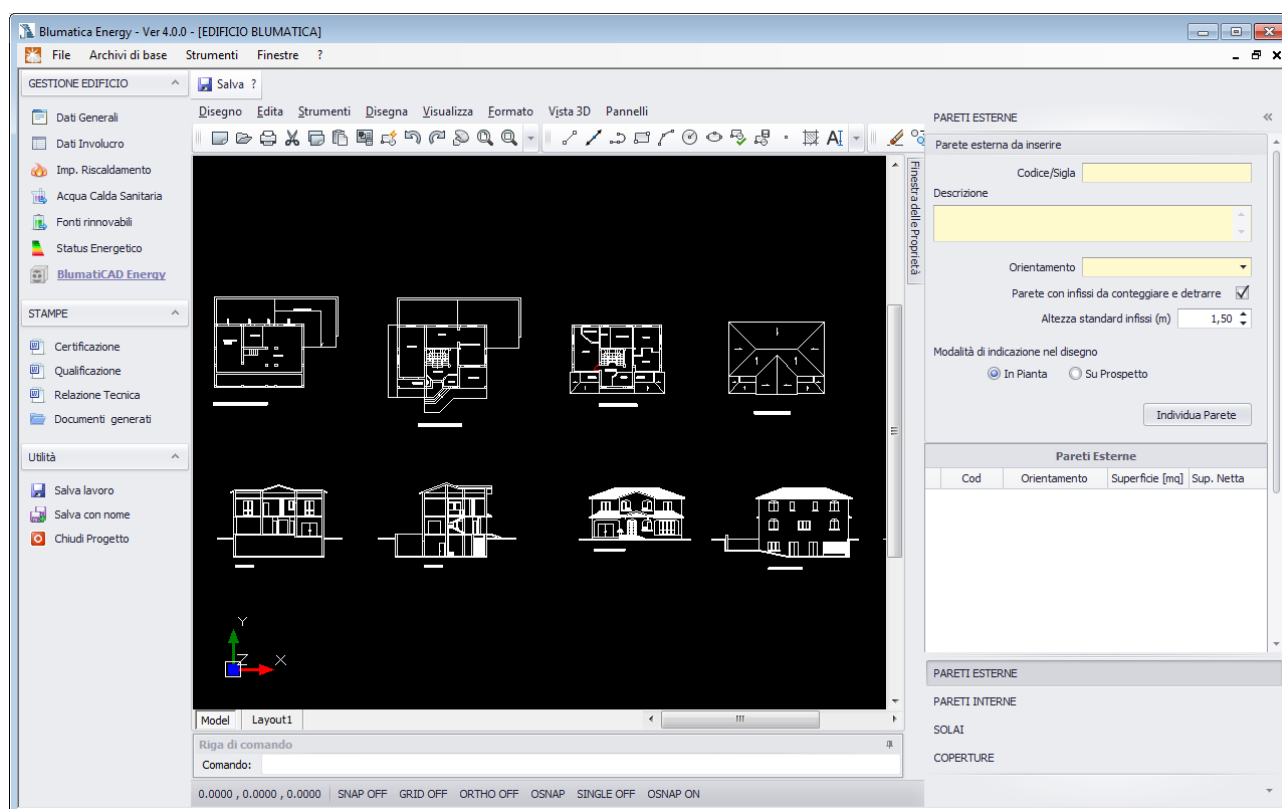 Blumatica Energy - Ver 4.0.0 - [EDIFICIO BLUMATICA]
File Archivi di base Strumenti Finestre ?
GESTIONE EDIFICIO
Dati Generali
Dati Involucro
Imp. Riscaldamento
Acqua Calda Sanitaria
Fonti rinnovabili
Status Energetico
BlumatiCAD Energy
STAMPE
Certificazione
Qualificazione
Relazione Tecnica
Documenti generati
Utilità
Salva lavoro
Salva con nome
Chiudi Progetto
Salva ?
Disegno Edita Strumenti Disegna Visualizza Formato Vista 3D Pannelli
Finestra delle Proprietà
Y
Z
X
Model Layout1
Riga di comando
Comando:
0.0000 , 0.0000 , 0.0000 SNAP OFF GRID OFF ORTHO OFF OSNAP SINGLE OFF OSNAP ON
PARETI ESTERNE
Parete esterna da inserire
Codice/Sigla
Descrizione
Orientamento
Parete con infissi da conteggiare e detrarre
Altezza standard infissi (m) 1,50
Modalità di indicazione nel disegno
In Pianta Su Prospetto
Individua Parete
Pareti Esterne
Cod Orientamento Superficie [mq] Sup. Netta
PARETI ESTERNE
PARETI INTERNE
SOLAI
COPERTURE